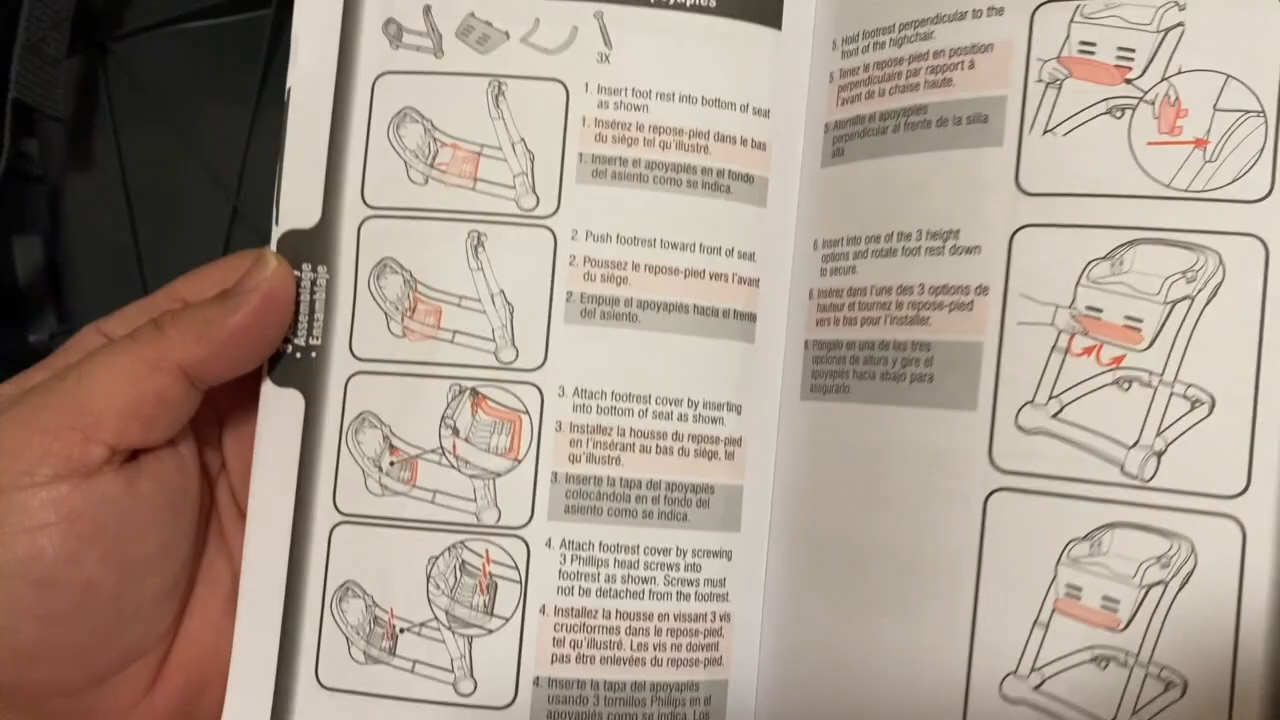 3X
1. Insert foot rest into bottom of seat
as shown.
1. Insérez le repose-pied dans le bas
du siège tel qu'illustré.
1. Inserte el apoyapiés en el fondo
del asiento como se indica.
2. Push footrest toward front of seat.
2. Poussez le repose-pied vers l'avant
du siège.
2. Empuje el apoyapiés hacia el frente
del asiento.
3. Attach footrest cover by inserting
into bottom of seat as shown.
3. Installez la housse du repose-pied
en l'insérant au bas du siège, tel
qu'illustré.
3. Inserte la tapa del apoyapiés
colocándola en el fondo del
asiento como se indica.
4. Attach footrest cover by screwing
3 Phillips head screws into
footrest as shown. Screws must
not be detached from the footrest.
4. Installez la housse en vissant 3 vis
cruciformes dans le repose-pied,
tel qu'illustré. Les vis ne doivent
pas être enlevées du repose-pied.
4. Inserte la tapa del apoyapiés
usando 3 tornillos Phillips en el
apoyapiés como se indica. Los
• Assemblage
• Ensamblaje
5. Hold footrest perpendicular to the
front of the highchair.
5. Tenez le repose-pied en position
perpendiculaire par rapport à
l'avant de la chaise haute.
5. Atornille el apoyapiés
perpendicular al frente de la silla
alta.
6. Insert into one of the 3 height
options and rotate foot rest down
to secure.
6. Insérez dans l'une des 3 options de
hauteur et tournez le repose-pied
vers le bas pour l'installer.
6. Póngalo en una de las tres
opciones de altura y gire el
apoyapiés hacia abajo para
asegurarlo.